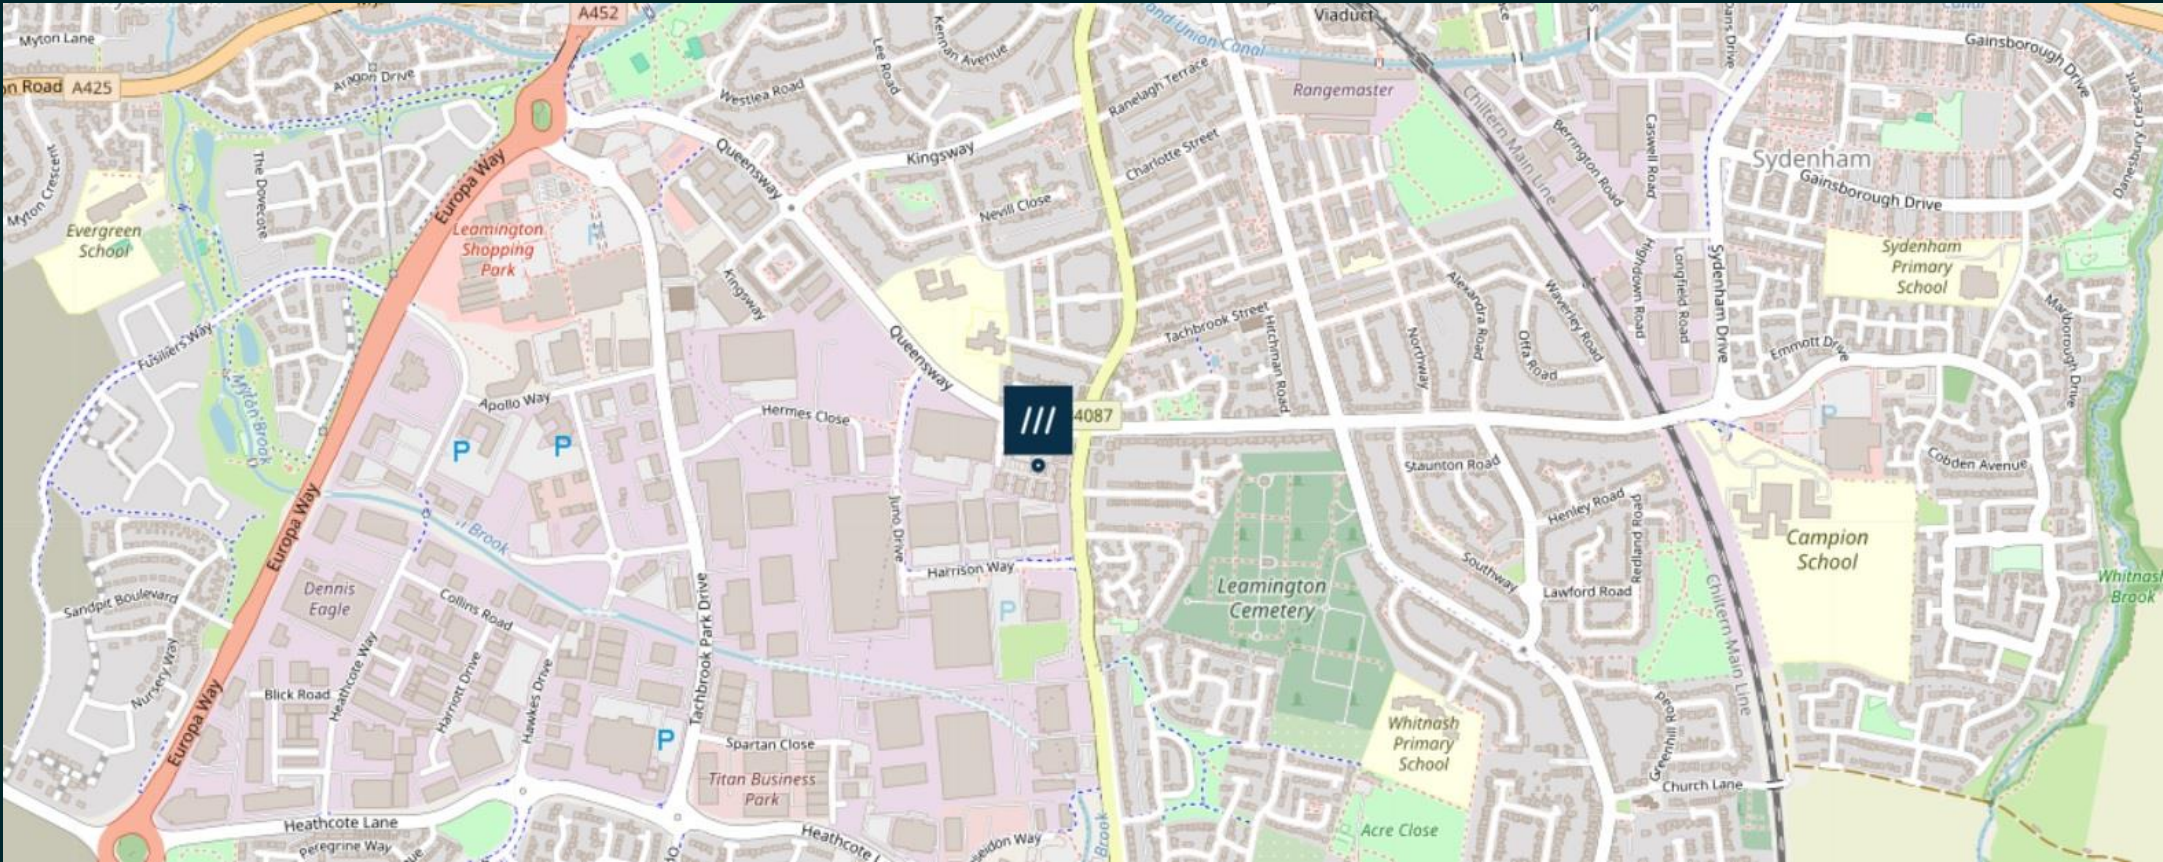 A452
Viaduct
Grand Union Canal
Canal
Myton Lane
A425
Aragon Drive
Lee Road
Kennan Avenue
Westlea Road
Ranelagh Terrace
Rangemaster
Chiltern Main Line
Berrington Road
Caswell Road
Gainsborough Drive
Danesbury Crescent
Sydenham
Gainsborough Drive
Myton Crescent
The Dovecote
Europa Way
Queensway
Kingsway
Charlotte Street
Evergreen
School
Leamington
Shopping
Park
Nevill Close
Sydenham
Primary
School
Highdown Road
Longfield Road
Sydenham Drive
Kingsway
Alexandra Road
Waverley Road
Marlborough Drive
Fusiliers Way
Queensway
Tachbrook Street
Hitchman Road
Northway
Offa Road
Emmott Drive
Myton Brook
Apollo Way
P
P
Hermes Close
///
4087
P
Staunton Road
Cobden Avenue
Europa Way
Brook
Juno Drive
Henley Road
Redland Road
Campion
School
Dennis
Eagle
Harrison Way
P
Leamington
Cemetery
Southway
Lawford Road
Chiltern Main Line
Whitnash
Brook
Sandpit Boulevard
Collins Road
Tachbrook Park Drive
Nursery Way
Europa Way
Blick Road
Heathcote Way
Harriott Drive
Hawkes Drive
P
Spartan Close
Titan Business
Park
Whitnash
Primary
School
Greenhill Road
Church Lane
Heathcote Lane
Peregrine Way
Heathcote L
eidon Way
Brook
Acre Close